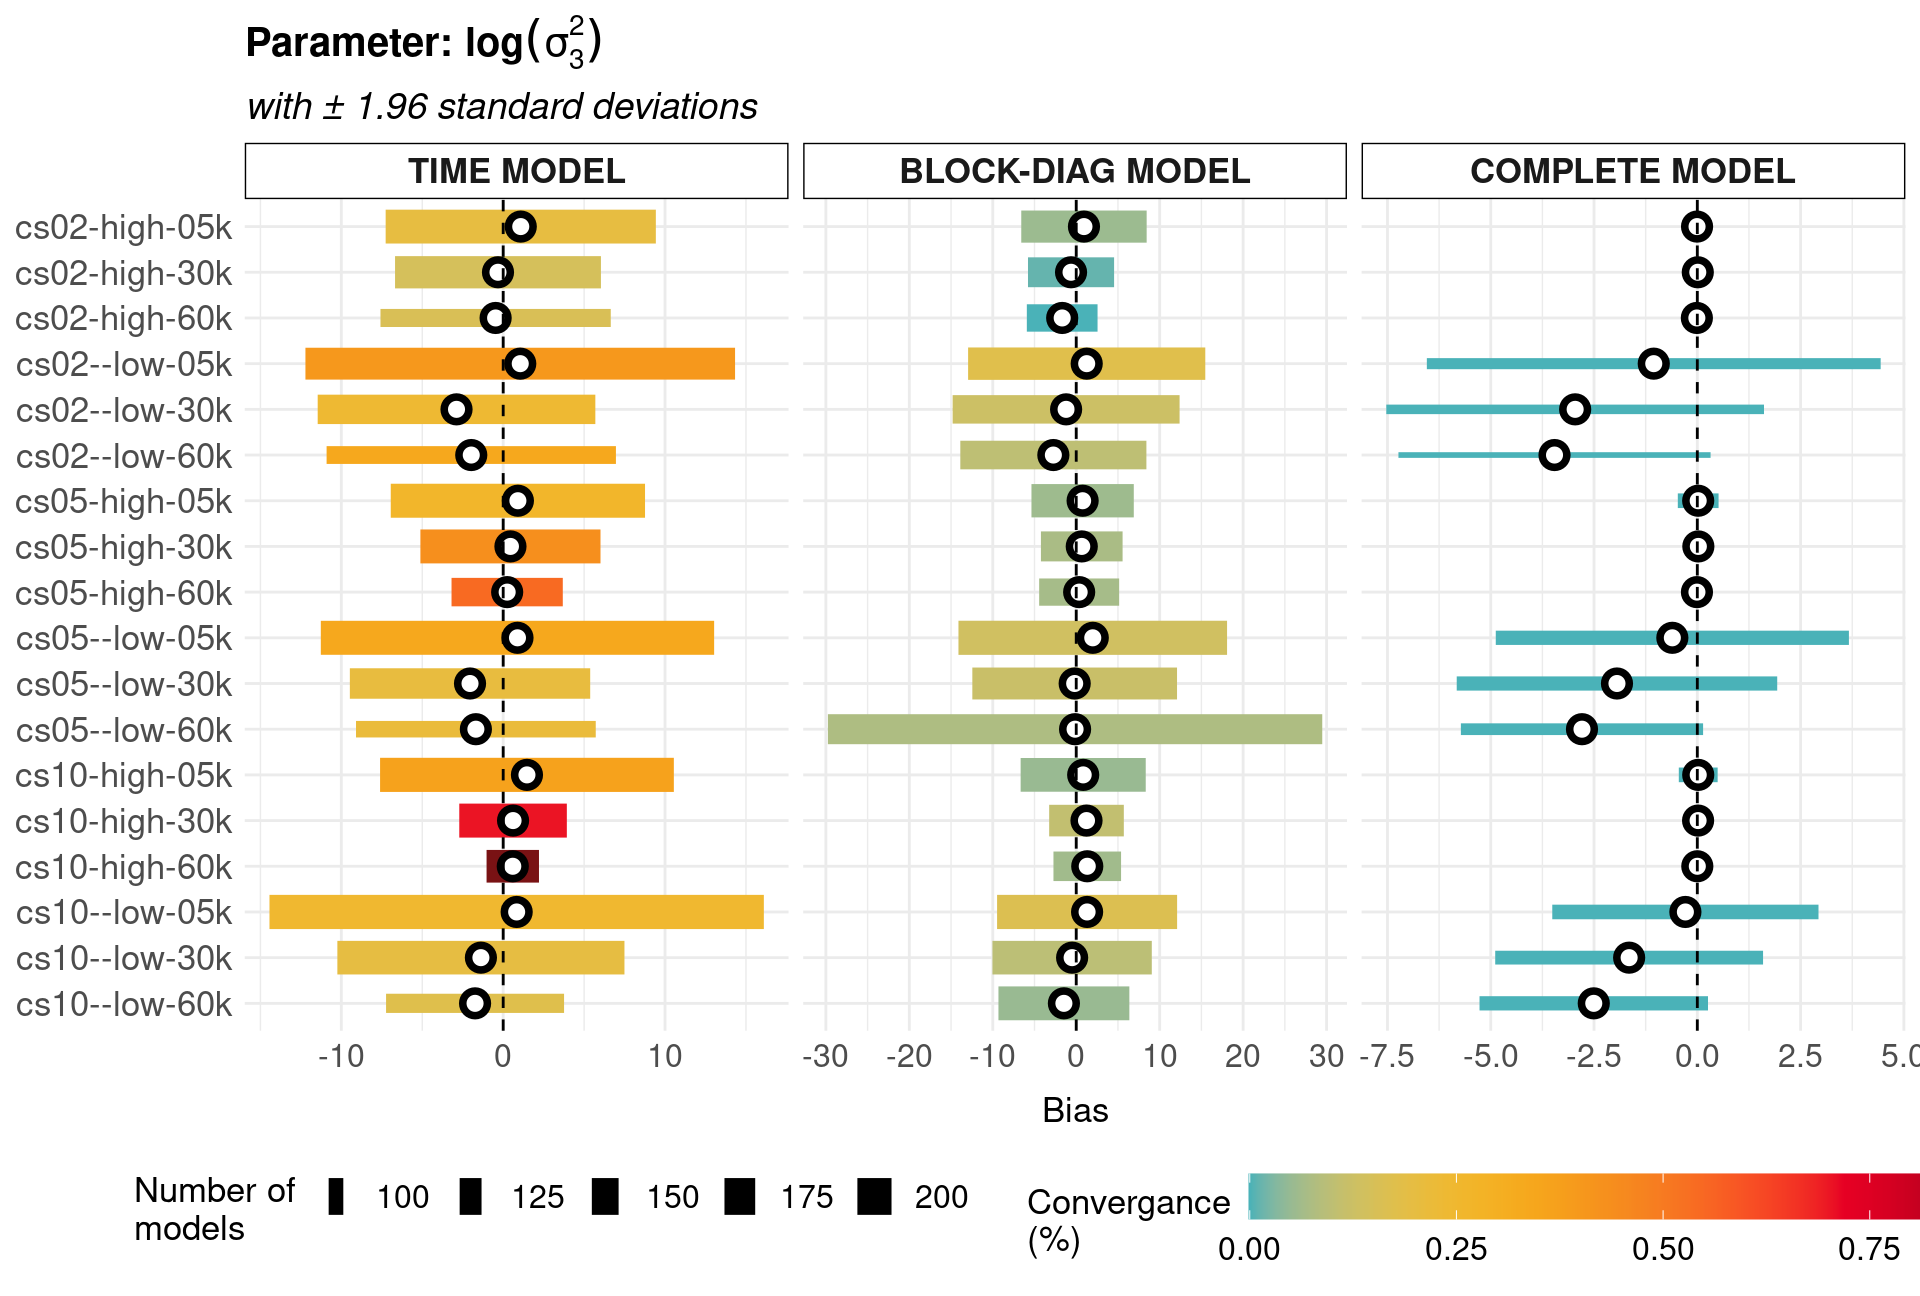 Parameter: log(σ₃²)
with ± 1.96 standard deviations
TIME MODEL BLOCK-DIAG MODEL COMPLETE MODEL
cs02-high-05k
cs02-high-30k
cs02-high-60k
cs02--low-05k
cs02--low-30k
cs02--low-60k
cs05-high-05k
cs05-high-30k
cs05-high-60k
cs05--low-05k
cs05--low-30k
cs05--low-60k
cs10-high-05k
cs10-high-30k
cs10-high-60k
cs10--low-05k
cs10--low-30k
cs10--low-60k
-10 0 10 -30 -20 -10 0 10 20 30 -7.5 -5.0 -2.5 0.0 2.5 5.0
Bias
Number of
models
100 125 150 175 200
Convergance
(%)
0.00 0.25 0.50 0.75